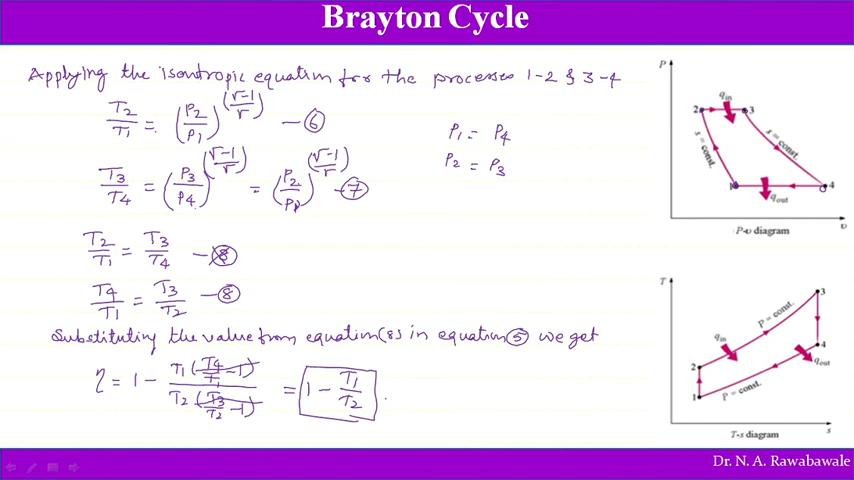 Brayton Cycle
Applying the isontropic equation for the processes 1-2 & 3-4
T2/T1 = (P2/P1)^(r-1/r) — ⑥
P1 = P4
P2 = P3
T3/T4 = (P3/P4)^(r-1/r) = (P2/P1)^(r-1/r) — ⑦
T2/T1 = T3/T4 — ⑧
T4/T1 = T3/T2 — ⑧
Substituting the value from equation (8) in equation ⑤ we get
η = 1 - T1(T4/T1 - 1) / T2(T3/T2 - 1) = 1 - T1/T2
P
qin
2
3
s = const.
s = const.
1
4
qout
υ
P-υ diagram
T
3
P = const.
qin
4
2
qout
1
P = const.
s
T-s diagram
Dr. N. A. Rawabawale